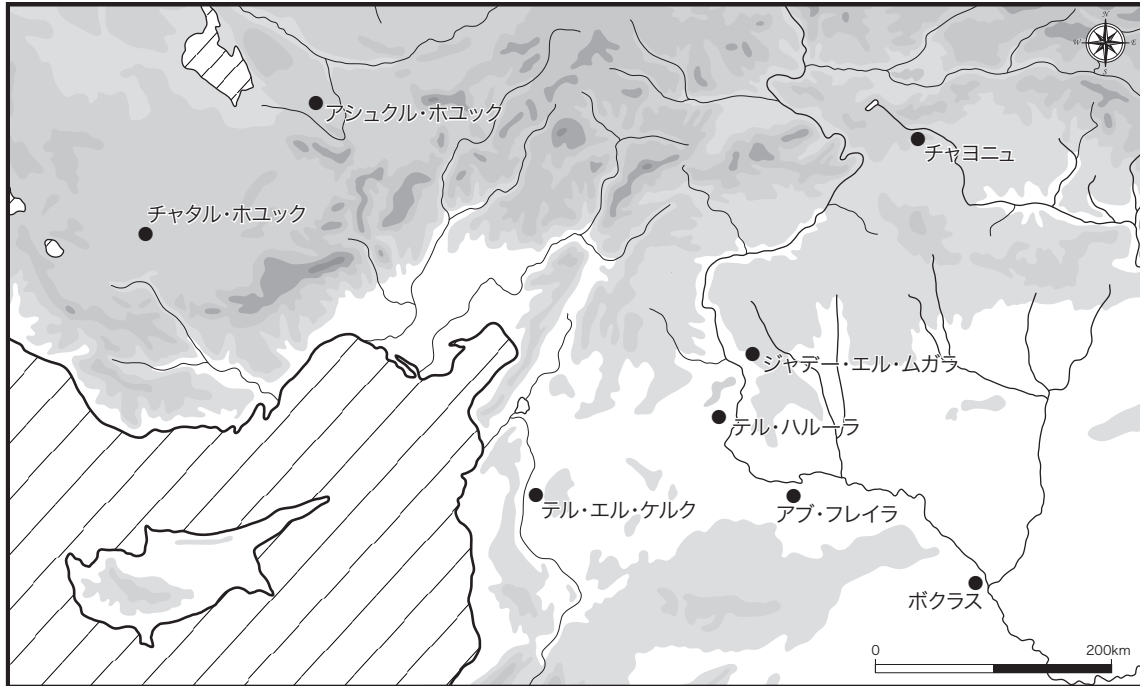 N
W E
S
アシュクル・ホユック
チャヨニュ
チャタル・ホユック
ジャデー・エル・ムガラ
テル・ハルーラ
テル・エル・ケルク
アブ・フレイラ
ボクラス
0 200km